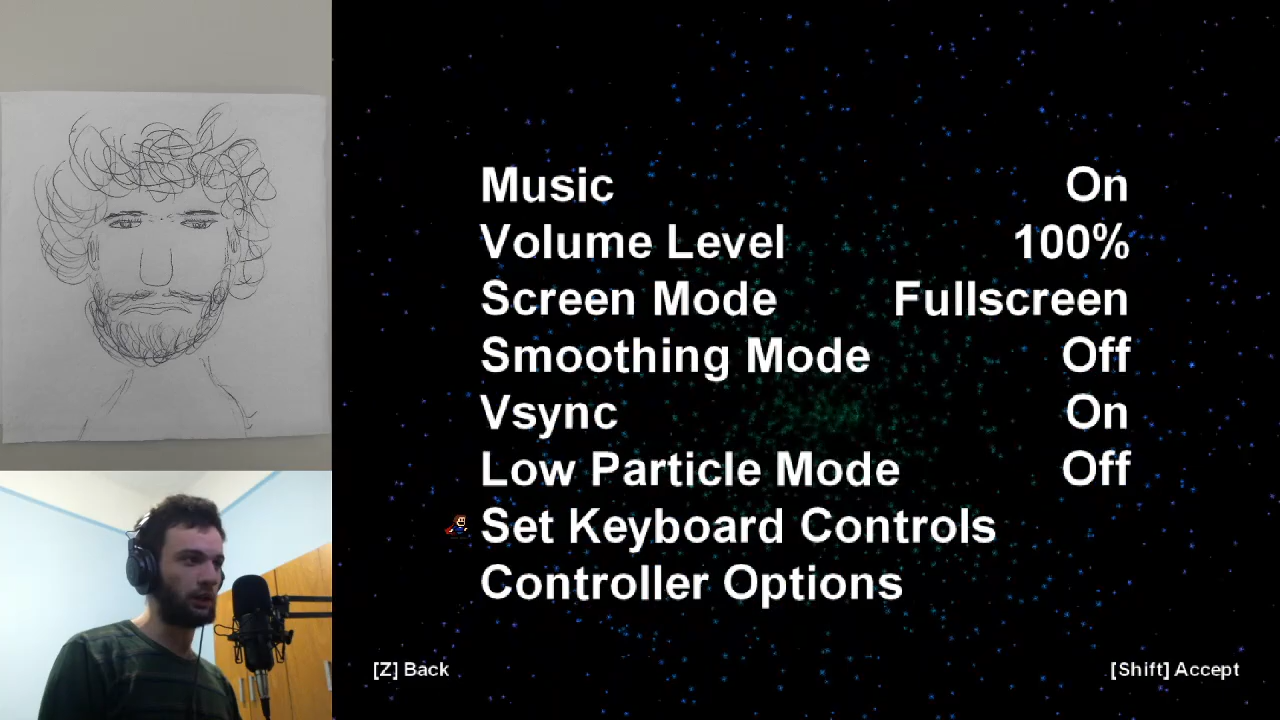 Music On
Volume Level 100%
Screen Mode Fullscreen
Smoothing Mode Off
Vsync On
Low Particle Mode Off
Set Keyboard Controls
Controller Options
[Z] Back [Shift] Accept